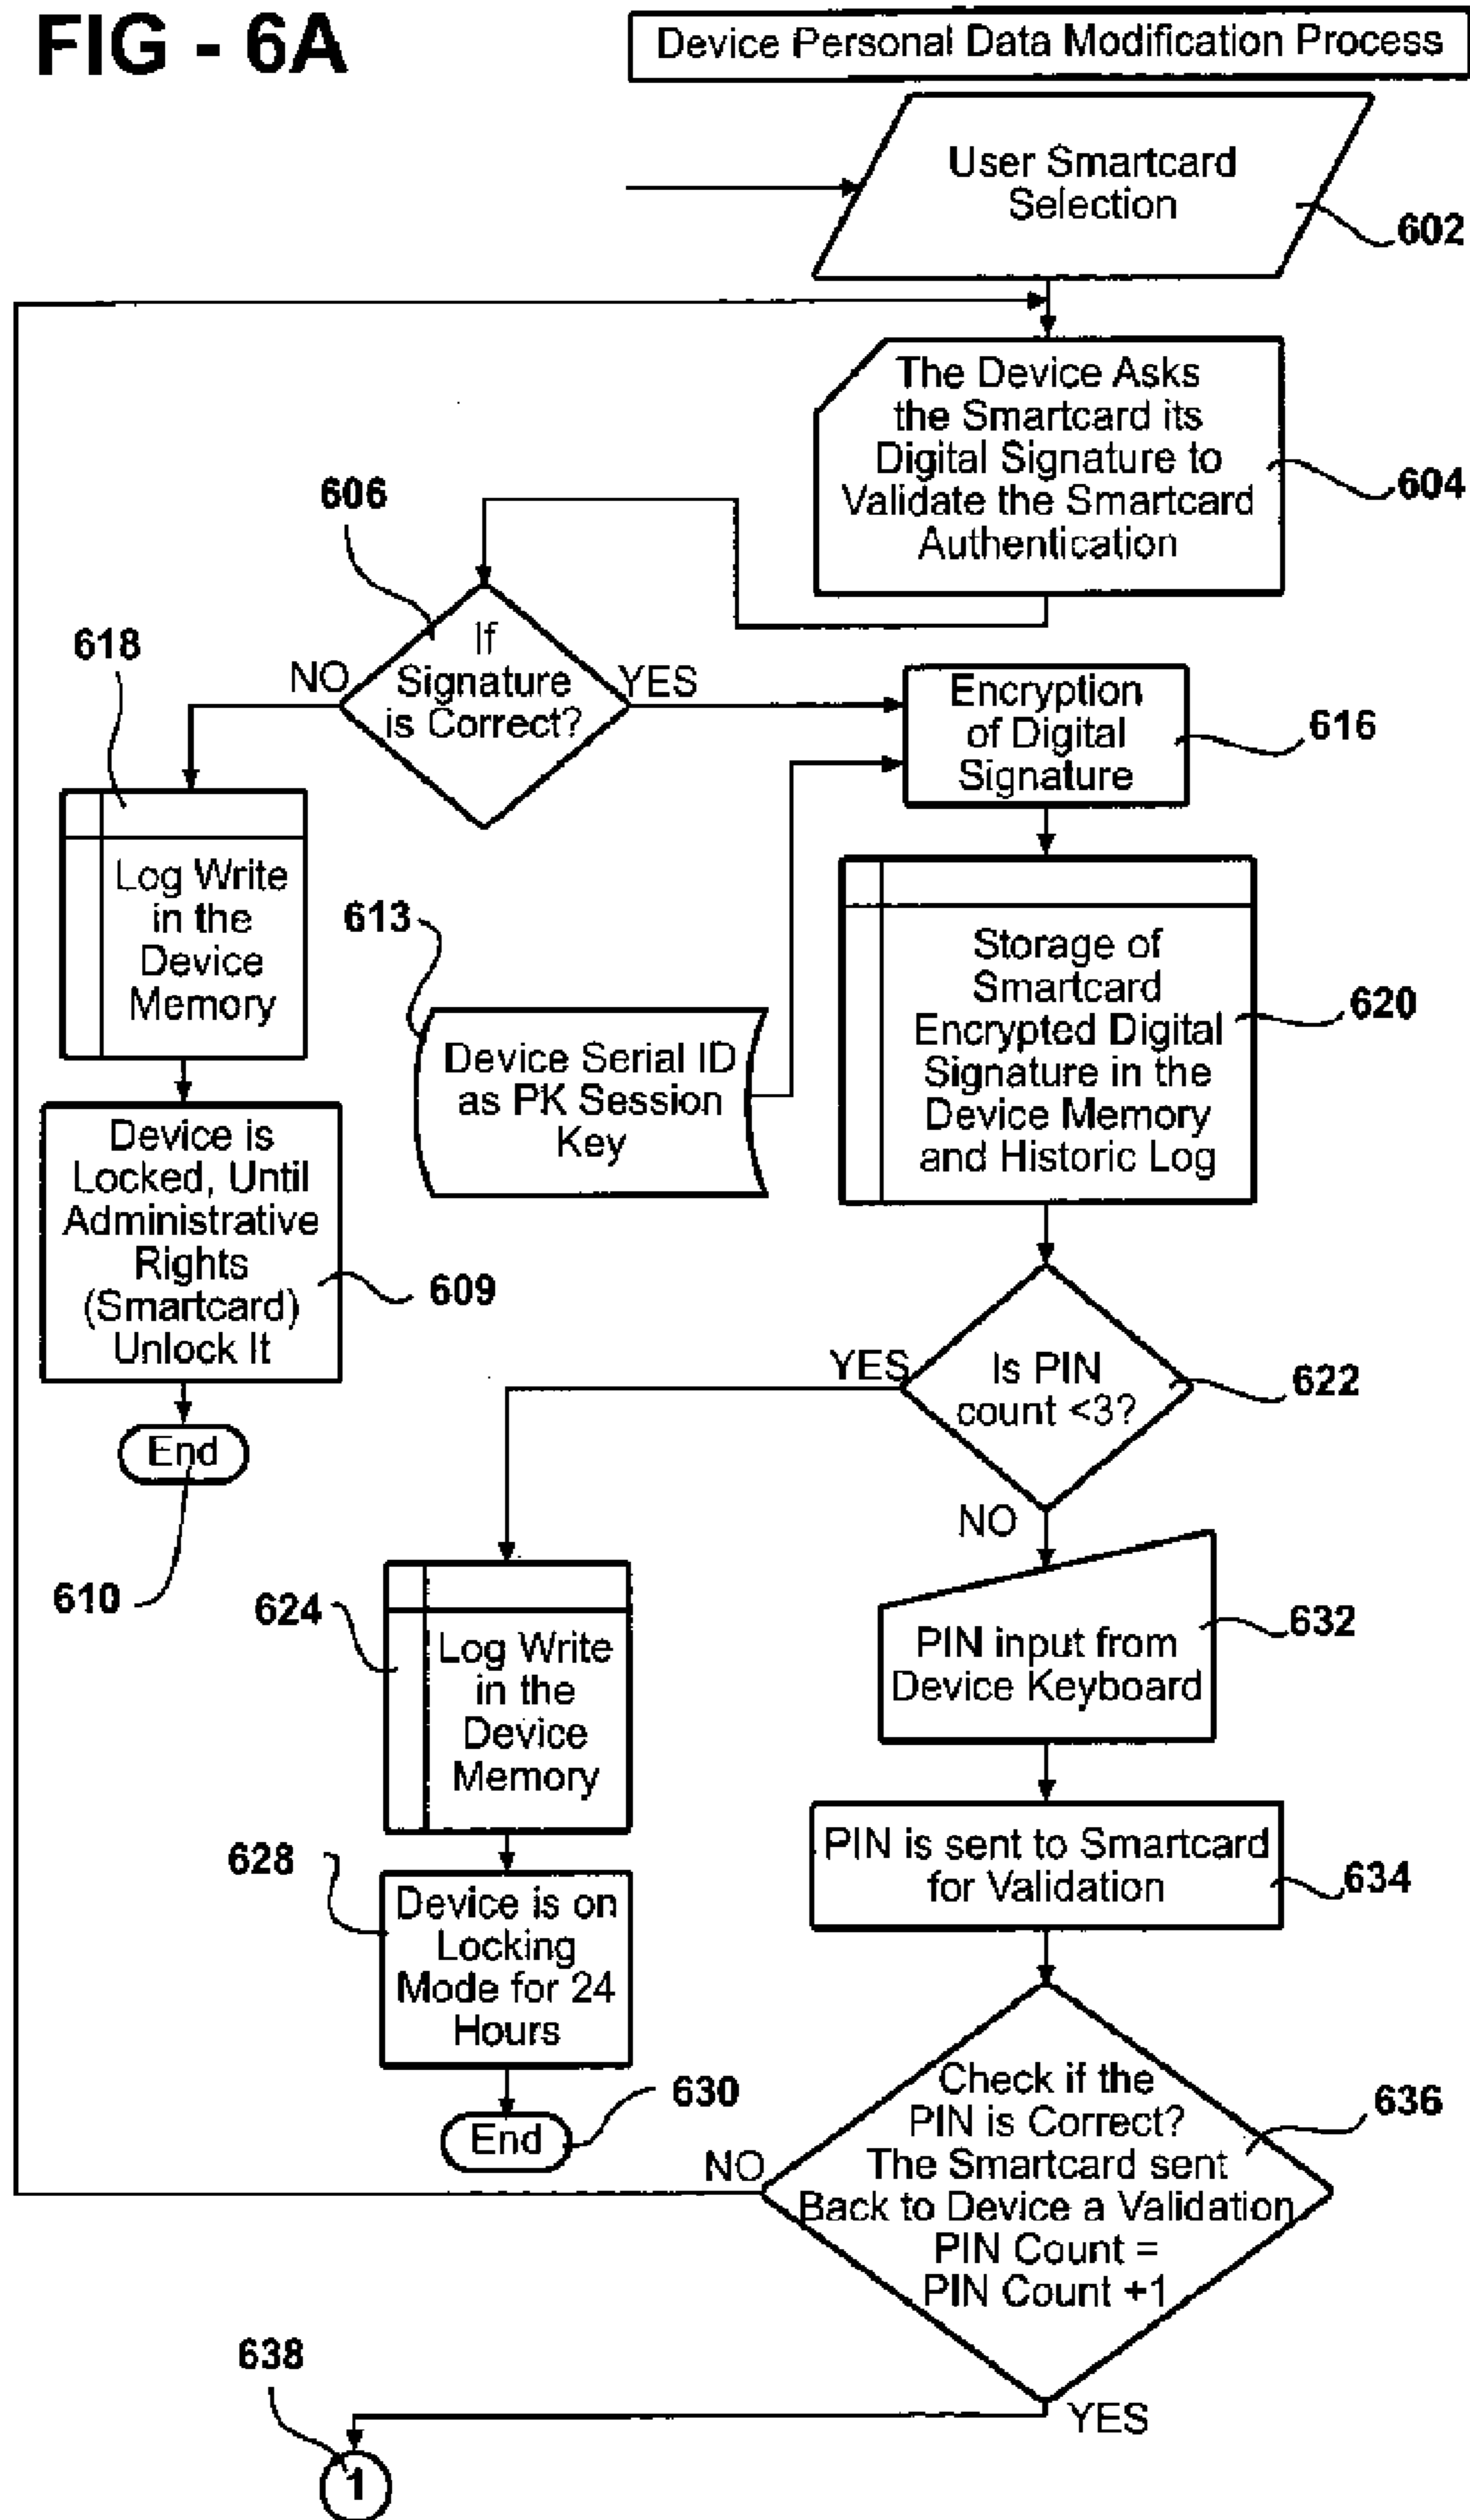 FIG - 6A
Device Personal Data Modification Process
User Smartcard
Selection
602
The Device Asks
the Smartcard its
Digital Signature to
Validate the Smartcard
Authentication
604
606
If
Signature
is Correct?
NO
YES
618
Encryption
of Digital
Signature
616
Log Write
in the
Device
Memory
613
Device Serial ID
as PK Session
Key
Storage of
Smartcard
Encrypted Digital
Signature in the
Device Memory
and Historic Log
620
Device is
Locked, Until
Administrative
Rights
(Smartcard)
Unlock It
609
End
610
YES
Is PIN
count <3?
622
NO
624
Log Write
in the
Device
Memory
PIN input from
Device Keyboard
632
628
Device is on
Locking
Mode for 24
Hours
PIN is sent to Smartcard
for Validation
634
End
630
NO
Check if the
PIN is Correct?
The Smartcard sent
Back to Device a Validation
PIN Count =
PIN Count +1
636
638
YES
1